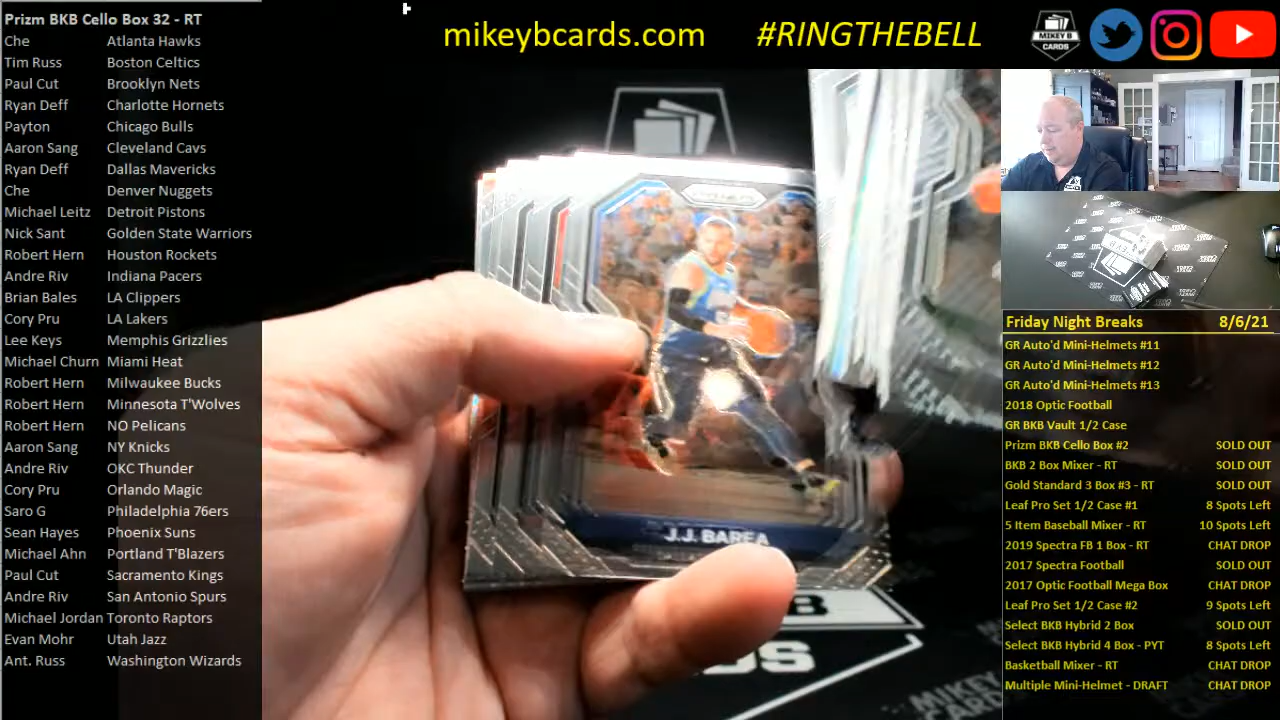 Prizm BKB Cello Box 32 - RT
Che Atlanta Hawks
Tim Russ Boston Celtics
Paul Cut Brooklyn Nets
Ryan Deff Charlotte Hornets
Payton Chicago Bulls
Aaron Sang Cleveland Cavs
Ryan Deff Dallas Mavericks
Che Denver Nuggets
Michael Leitz Detroit Pistons
Nick Sant Golden State Warriors
Robert Hern Houston Rockets
Andre Riv Indiana Pacers
Brian Bales LA Clippers
Cory Pru LA Lakers
Lee Keys Memphis Grizzlies
Michael Churn Miami Heat
Robert Hern Milwaukee Bucks
Robert Hern Minnesota T'Wolves
Robert Hern NO Pelicans
Aaron Sang NY Knicks
Andre Riv OKC Thunder
Cory Pru Orlando Magic
Saro G Philadelphia 76ers
Sean Hayes Phoenix Suns
Michael Ahn Portland T'Blazers
Paul Cut Sacramento Kings
Andre Riv San Antonio Spurs
Michael Jordan Toronto Raptors
Evan Mohr Utah Jazz
Ant. Russ Washington Wizards
mikeybcards.com #RINGTHEBELL
MIKEY B
CARDS
J.J. BAREA
Friday Night Breaks 8/6/21
GR Auto'd Mini-Helmets #11
GR Auto'd Mini-Helmets #12
GR Auto'd Mini-Helmets #13
2018 Optic Football
GR BKB Vault 1/2 Case
Prizm BKB Cello Box #2 SOLD OUT
BKB 2 Box Mixer - RT SOLD OUT
Gold Standard 3 Box #3 - RT SOLD OUT
Leaf Pro Set 1/2 Case #1 8 Spots Left
5 Item Baseball Mixer - RT 10 Spots Left
2019 Spectra FB 1 Box - RT CHAT DROP
2017 Spectra Football SOLD OUT
2017 Optic Football Mega Box CHAT DROP
Leaf Pro Set 1/2 Case #2 9 Spots Left
Select BKB Hybrid 2 Box SOLD OUT
Select BKB Hybrid 4 Box - PYT 8 Spots Left
Basketball Mixer - RT CHAT DROP
Multiple Mini-Helmet - DRAFT CHAT DROP